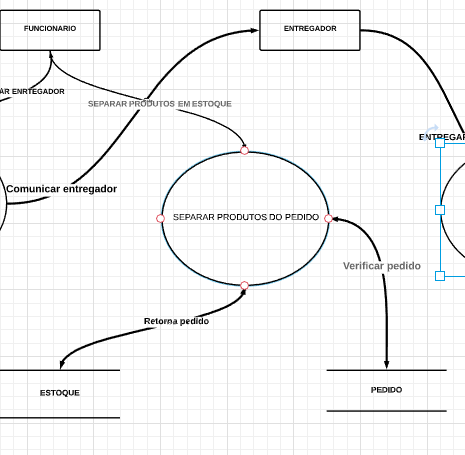 FUNCIONARIO
ENTREGADOR
AR ENRTEGADOR
SEPARAR PRODUTOS EM ESTOQUE
ENTREGAR
Comunicar entregador
SEPARAR PRODUTOS DO PEDIDO
Verificar pedido
Retorna pedido
ESTOQUE
PEDIDO